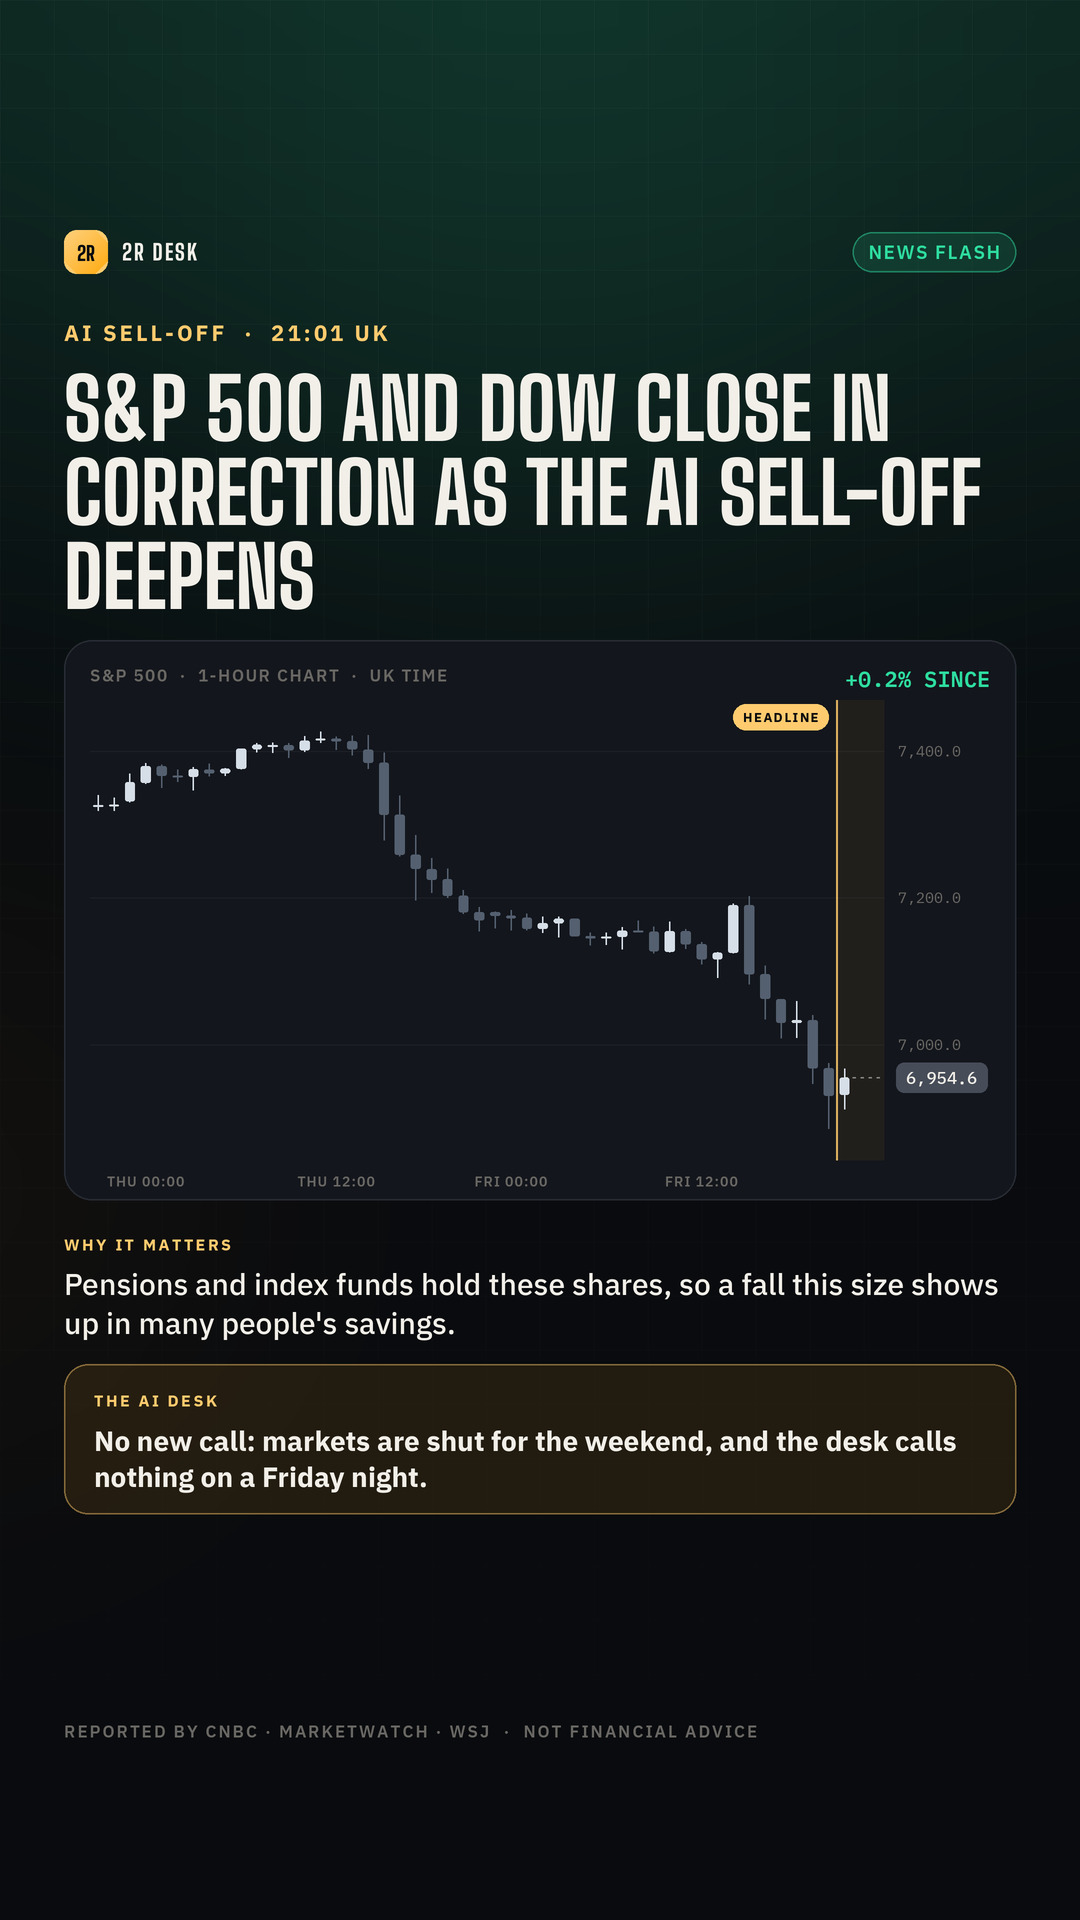 2R 2R DESK
NEWS FLASH
AI SELL-OFF · 21:01 UK
S&P 500 AND DOW CLOSE IN
CORRECTION AS THE AI SELL-OFF
DEEPENS
S&P 500 · 1-HOUR CHART · UK TIME
+0.2% SINCE
HEADLINE
7,400.0
7,200.0
7,000.0
6,954.6
THU 00:00 THU 12:00 FRI 00:00 FRI 12:00
WHY IT MATTERS
Pensions and index funds hold these shares, so a fall this size shows
up in many people's savings.
THE AI DESK
No new call: markets are shut for the weekend, and the desk calls
nothing on a Friday night.
REPORTED BY CNBC · MARKETWATCH · WSJ · NOT FINANCIAL ADVICE